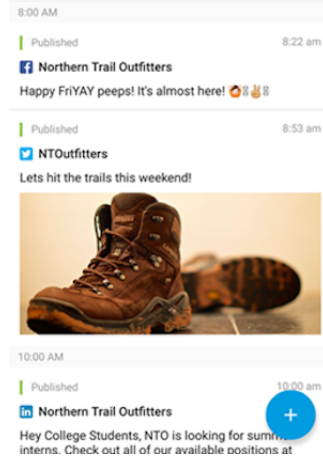 8:00 AM
Published 8:22 am
Northern Trail Outfitters
Happy FriYAY peeps! It's almost here!
Published 8:53 am
NTOutfitters
Lets hit the trails this weekend!
10:00 AM
Published 10:00 am
Northern Trail Outfitters
Hey College Students, NTO is looking for
interns. Check out all of our available positions at